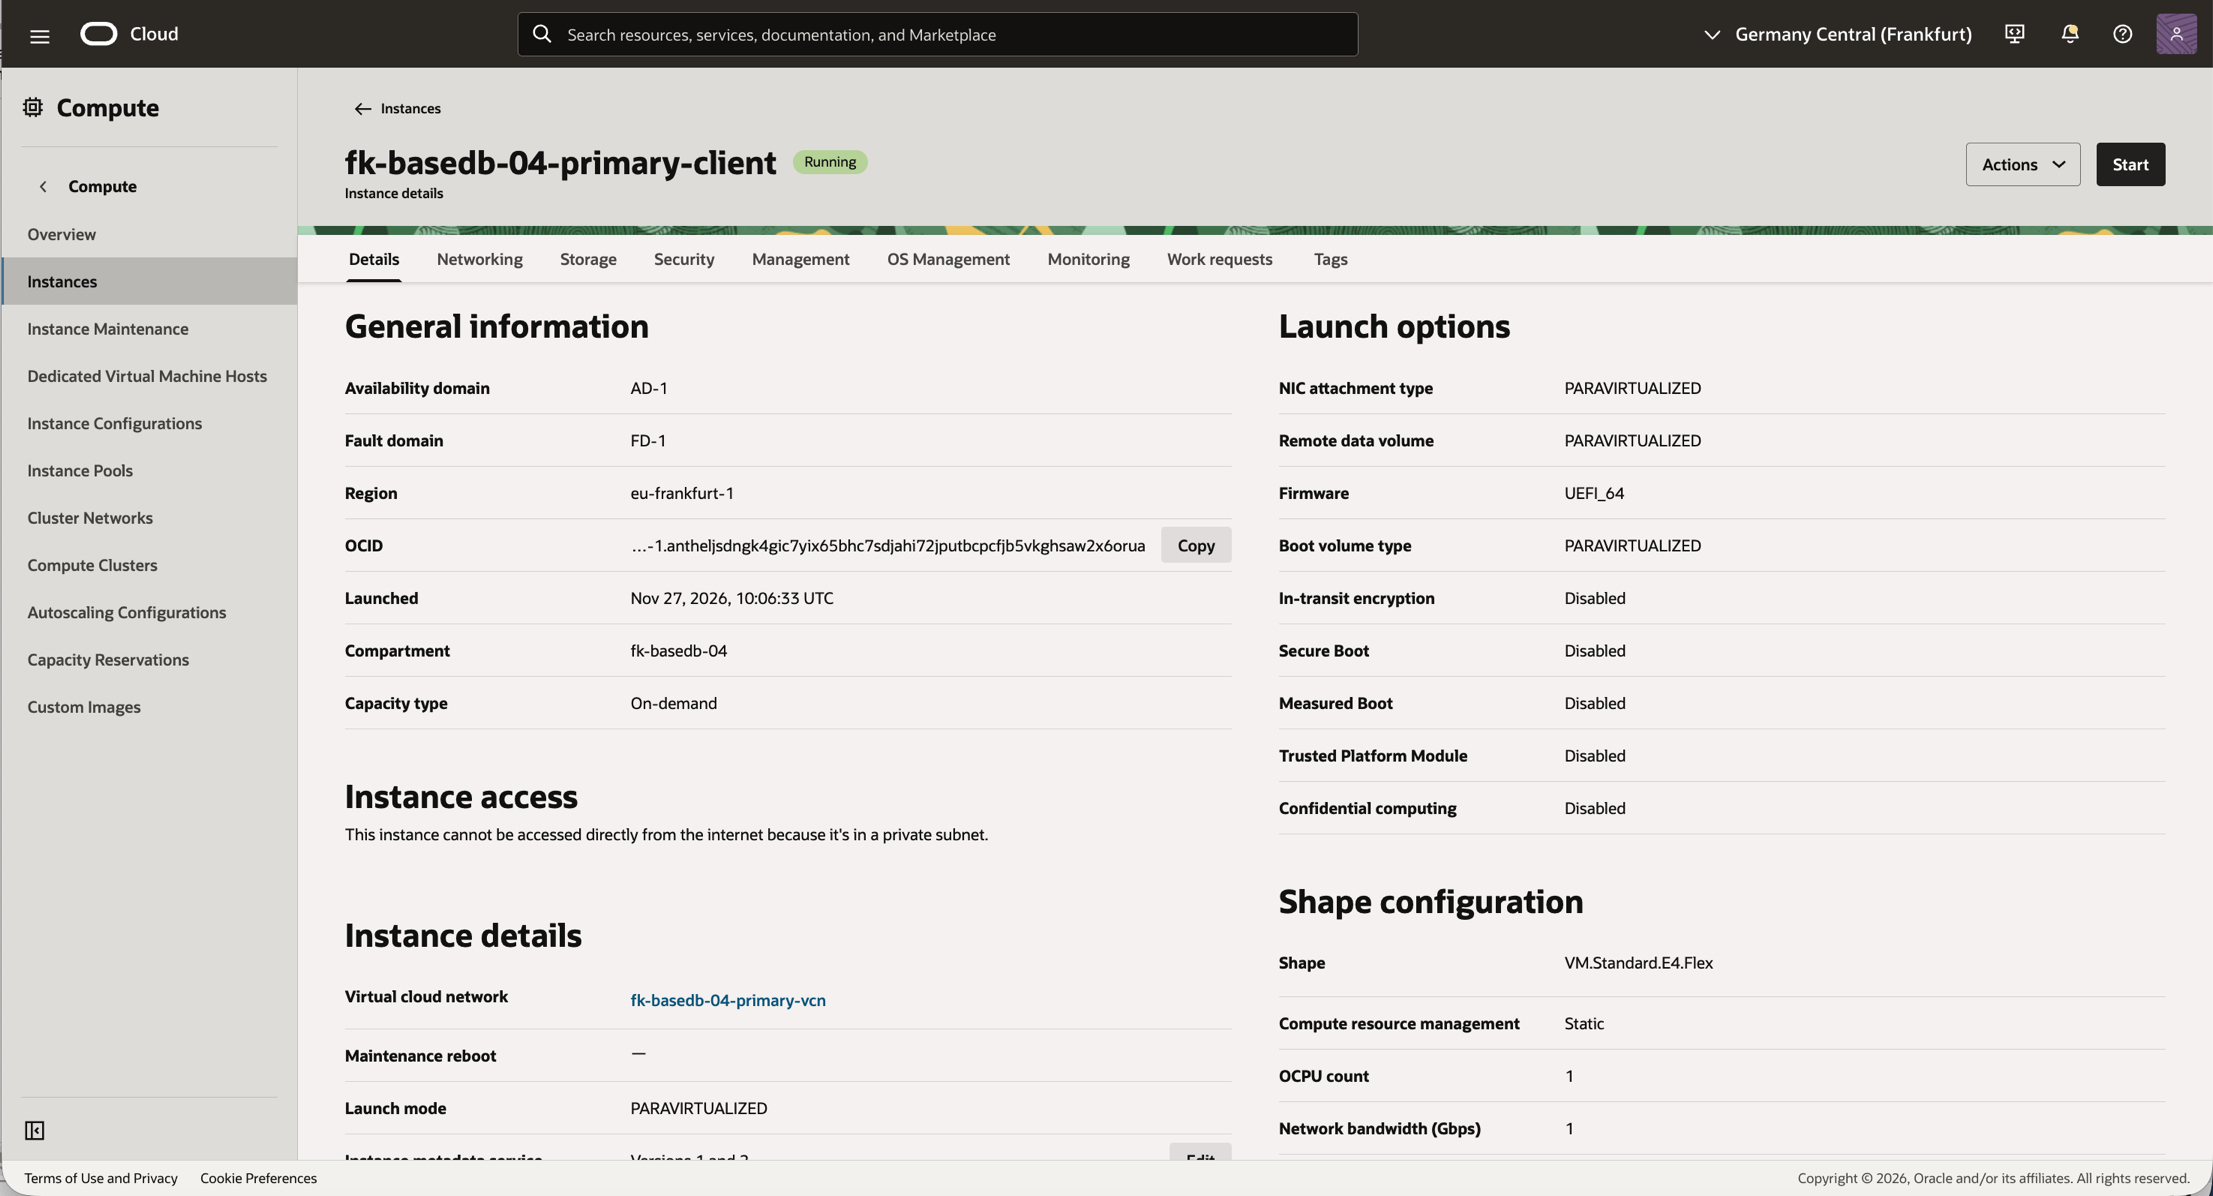 Cloud
Search resources, services, documentation, and Marketplace
Germany Central (Frankfurt)
Compute
Compute
Overview
Instances
Instance Maintenance
Dedicated Virtual Machine Hosts
Instance Configurations
Instance Pools
Cluster Networks
Compute Clusters
Autoscaling Configurations
Capacity Reservations
Custom Images
Instances
fk-basedb-04-primary-client Running
Instance details
Actions Start
Details Networking Storage Security Management OS Management Monitoring Work requests Tags
General information
Availability domain AD-1
Fault domain FD-1
Region eu-frankfurt-1
OCID ...-1.antheljsdngk4gic7yix65bhc7sdjahi72jputbcpcfjb5vkghsaw2x6orua Copy
Launched Nov 27, 2026, 10:06:33 UTC
Compartment fk-basedb-04
Capacity type On-demand
Instance access
This instance cannot be accessed directly from the internet because it's in a private subnet.
Instance details
Virtual cloud network fk-basedb-04-primary-vcn
Maintenance reboot —
Launch mode PARAVIRTUALIZED
Instance metadata service Versions 1 and 2 Edit
Launch options
NIC attachment type PARAVIRTUALIZED
Remote data volume PARAVIRTUALIZED
Firmware UEFI_64
Boot volume type PARAVIRTUALIZED
In-transit encryption Disabled
Secure Boot Disabled
Measured Boot Disabled
Trusted Platform Module Disabled
Confidential computing Disabled
Shape configuration
Shape VM.Standard.E4.Flex
Compute resource management Static
OCPU count 1
Network bandwidth (Gbps) 1
Terms of Use and Privacy Cookie Preferences
Copyright © 2026, Oracle and/or its affiliates. All rights reserved.